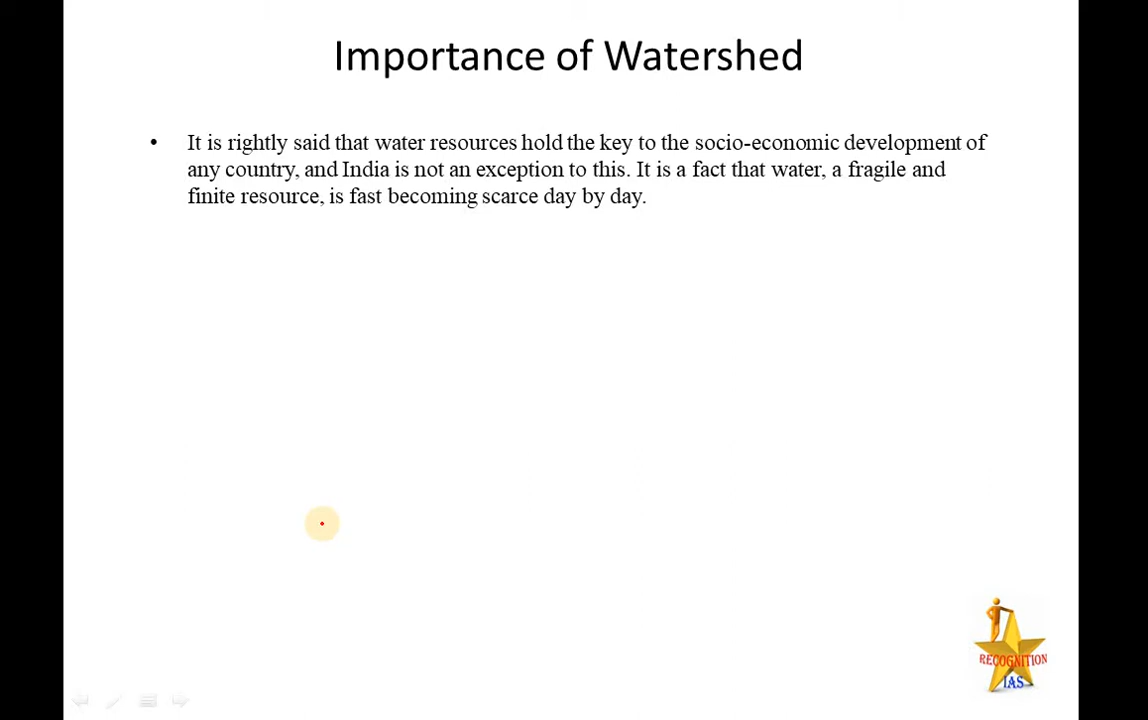 Importance of Watershed
• It is rightly said that water resources hold the key to the socio-economic development of
any country, and India is not an exception to this. It is a fact that water, a fragile and
finite resource, is fast becoming scarce day by day.
RECOGNITION
IAS